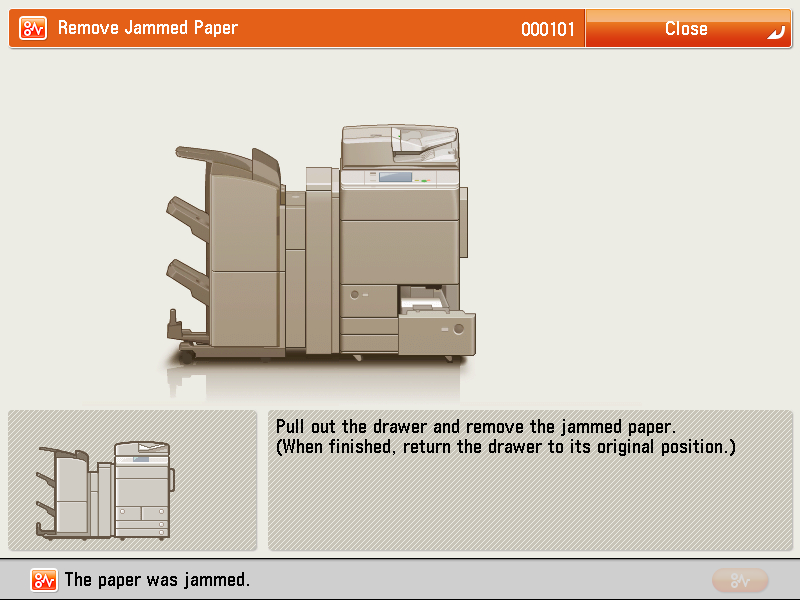 Remove Jammed Paper
000101
Close
Pull out the drawer and remove the jammed paper.
(When finished, return the drawer to its original position.)
The paper was jammed.